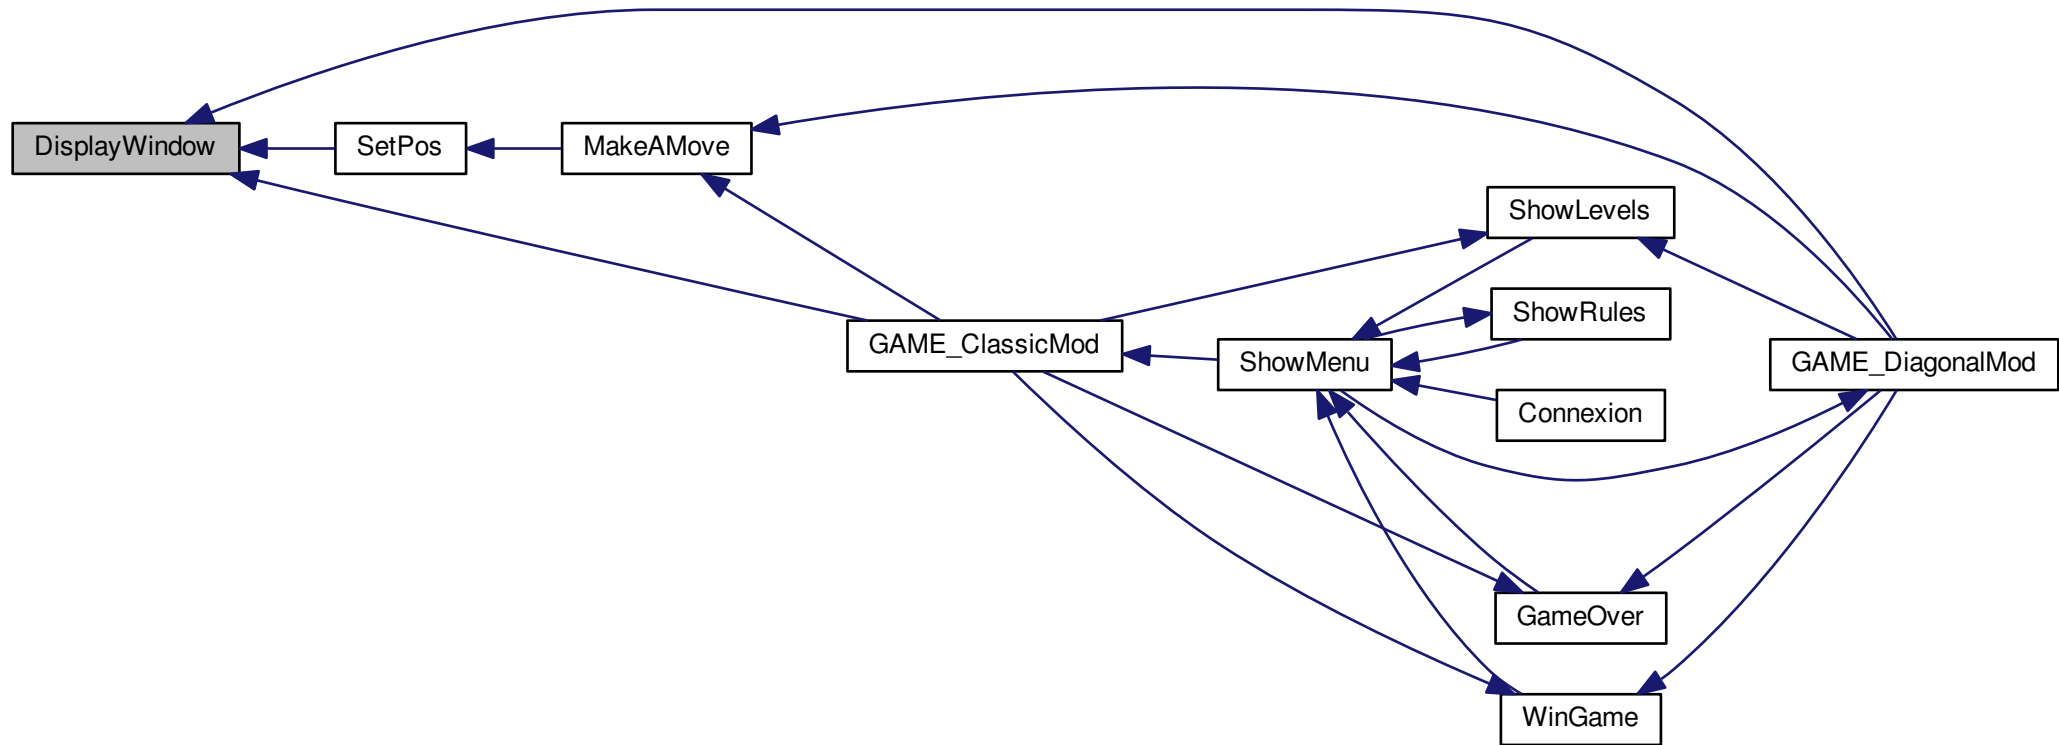 DisplayWindow
SetPos
MakeAMove
ShowLevels
ShowRules
GAME_ClassicMod
ShowMenu
GAME_DiagonalMod
Connexion
GameOver
WinGame